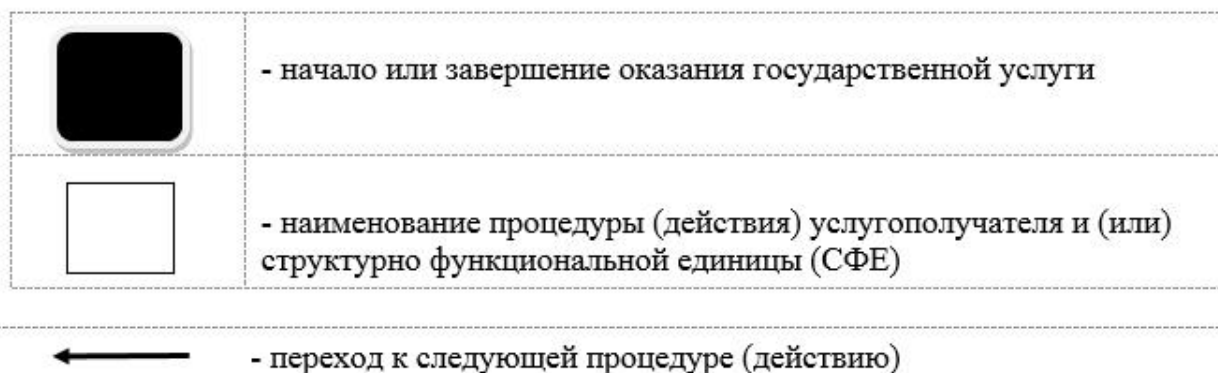 - начало или завершение оказания государственной услуги
- наименование процедуры (действия) услугополучателя и (или)
структурно функциональной единицы (СФЕ)
- переход к следующей процедуре (действию)